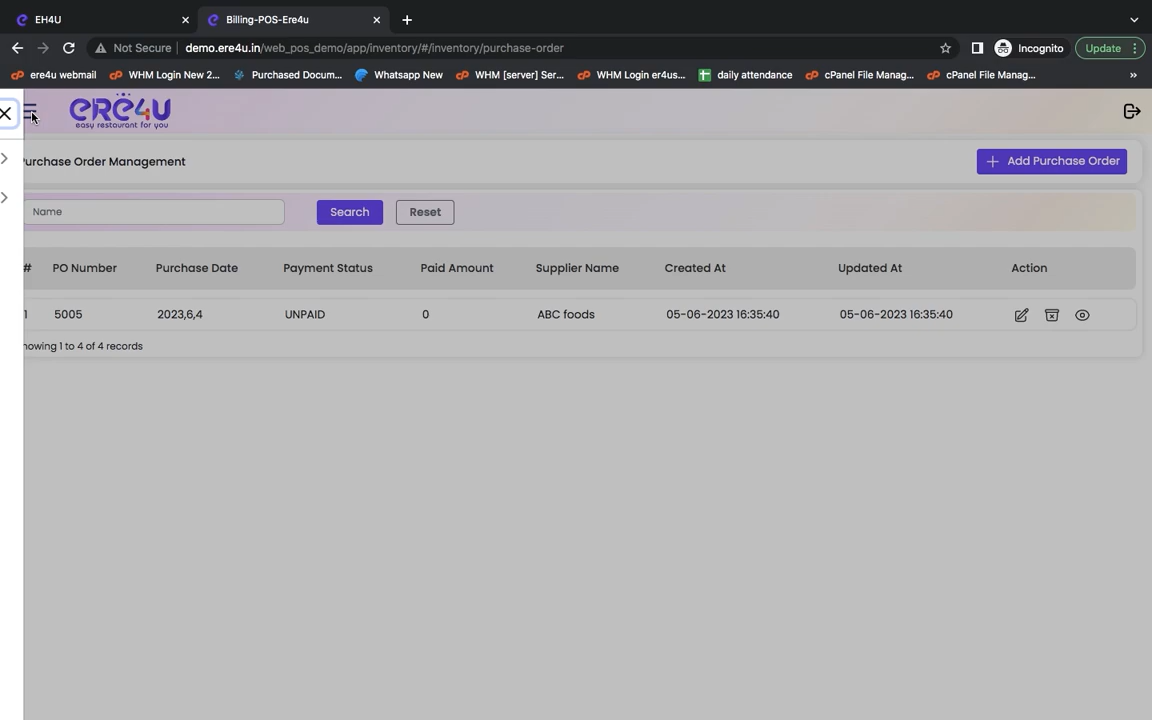 EH4U
Billing-POS-Ere4u
Not Secure
demo.ere4u.in/web_pos_demo/app/inventory/#/inventory/purchase-order
Incognito
Update
ere4u webmail
WHM Login New 2...
Purchased Docum...
Whatsapp New
WHM [server] Ser...
WHM Login er4us...
daily attendance
cPanel File Manag...
cPanel File Manag...
ere4u
easy restaurant for you
urchase Order Management
Add Purchase Order
Name
Search
Reset
# PO Number Purchase Date Payment Status Paid Amount Supplier Name Created At Updated At Action
1 5005 2023,6,4 UNPAID 0 ABC foods 05-06-2023 16:35:40 05-06-2023 16:35:40
howing 1 to 4 of 4 records